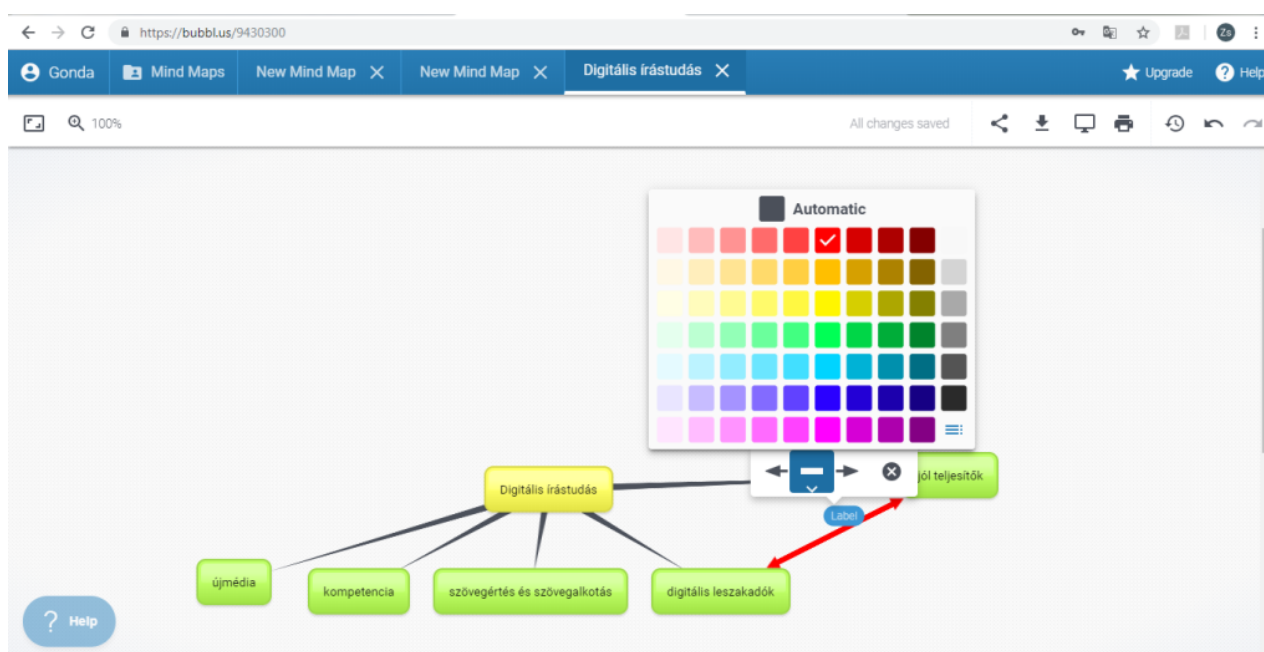 https://bubbl.us/9430300
Zs
Gonda
Mind Maps
New Mind Map
New Mind Map
Digitális írástudás
Upgrade
? Help
100%
All changes saved
Automatic
Digitális írástudás
jól teljesítők
Label
újmédia
kompetencia
szövegértés és szövegalkotás
digitális leszakadók
? Help